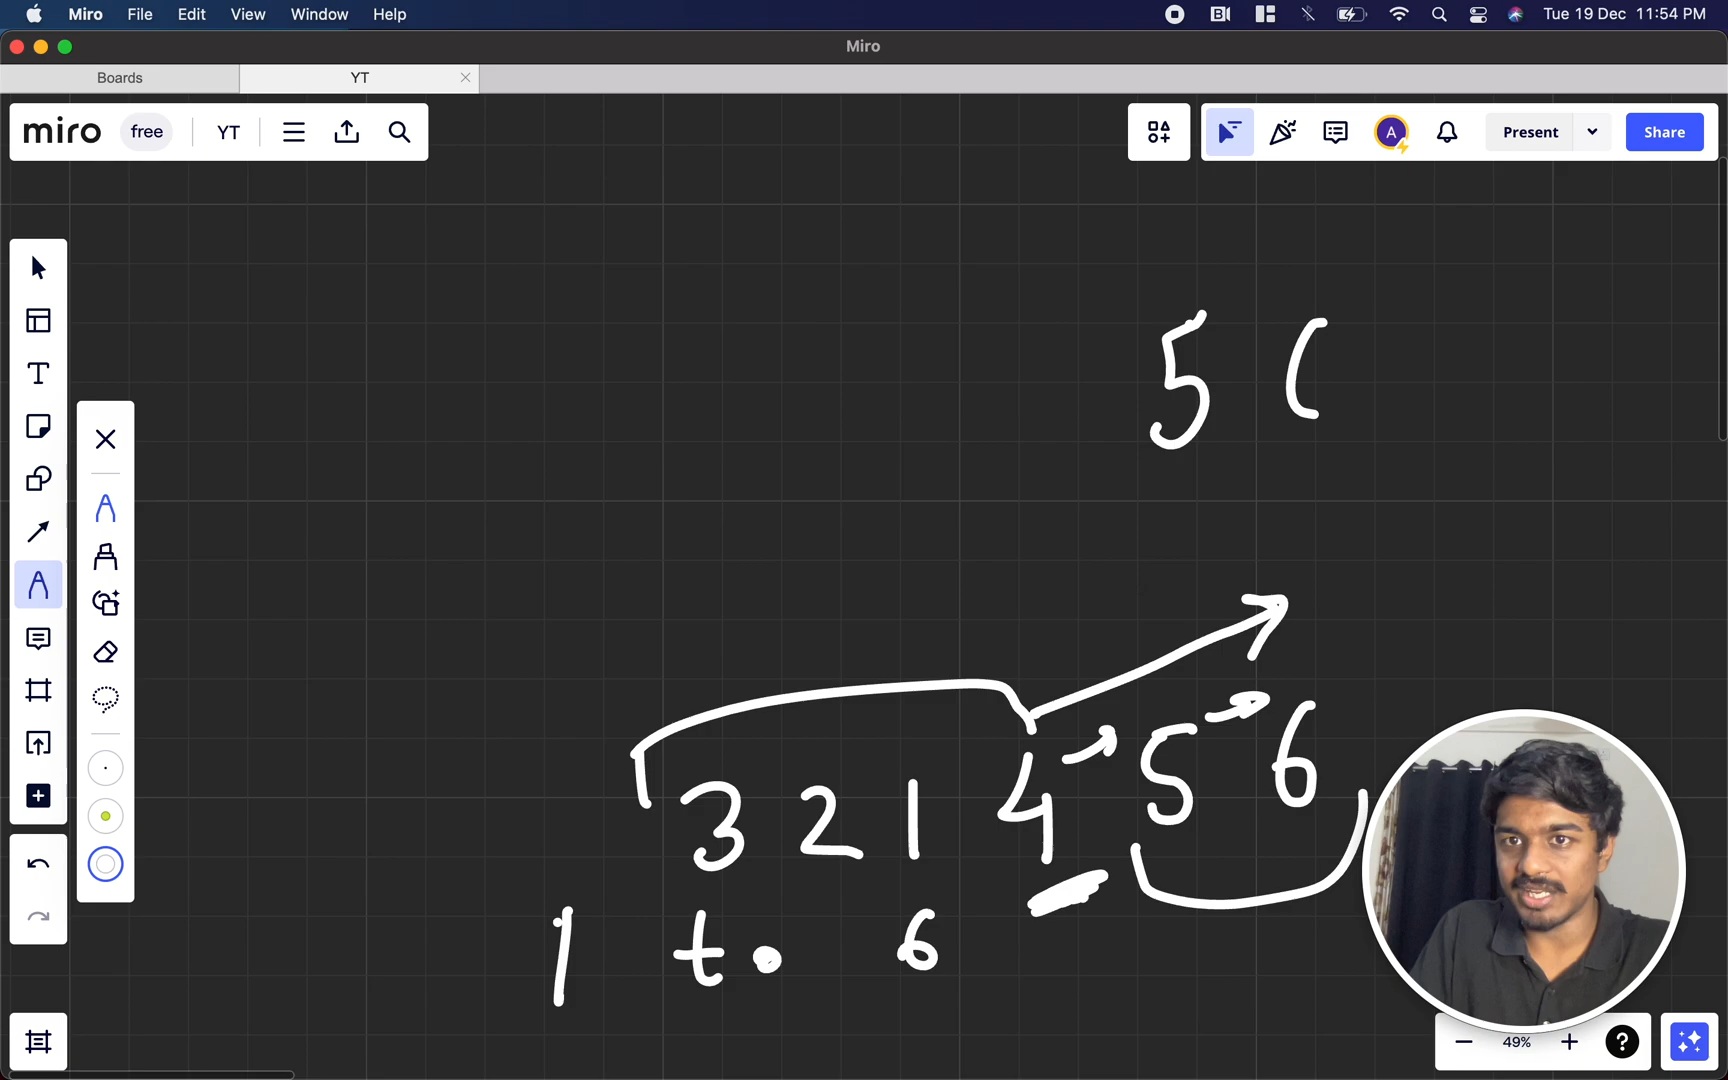 Miro File Edit View Window Help Tue 19 Dec 11:54 PM
Miro
Boards YT
miro free YT Present Share
A
T
5 (
3 2 1 4 5 6
1 to 6
49% ?